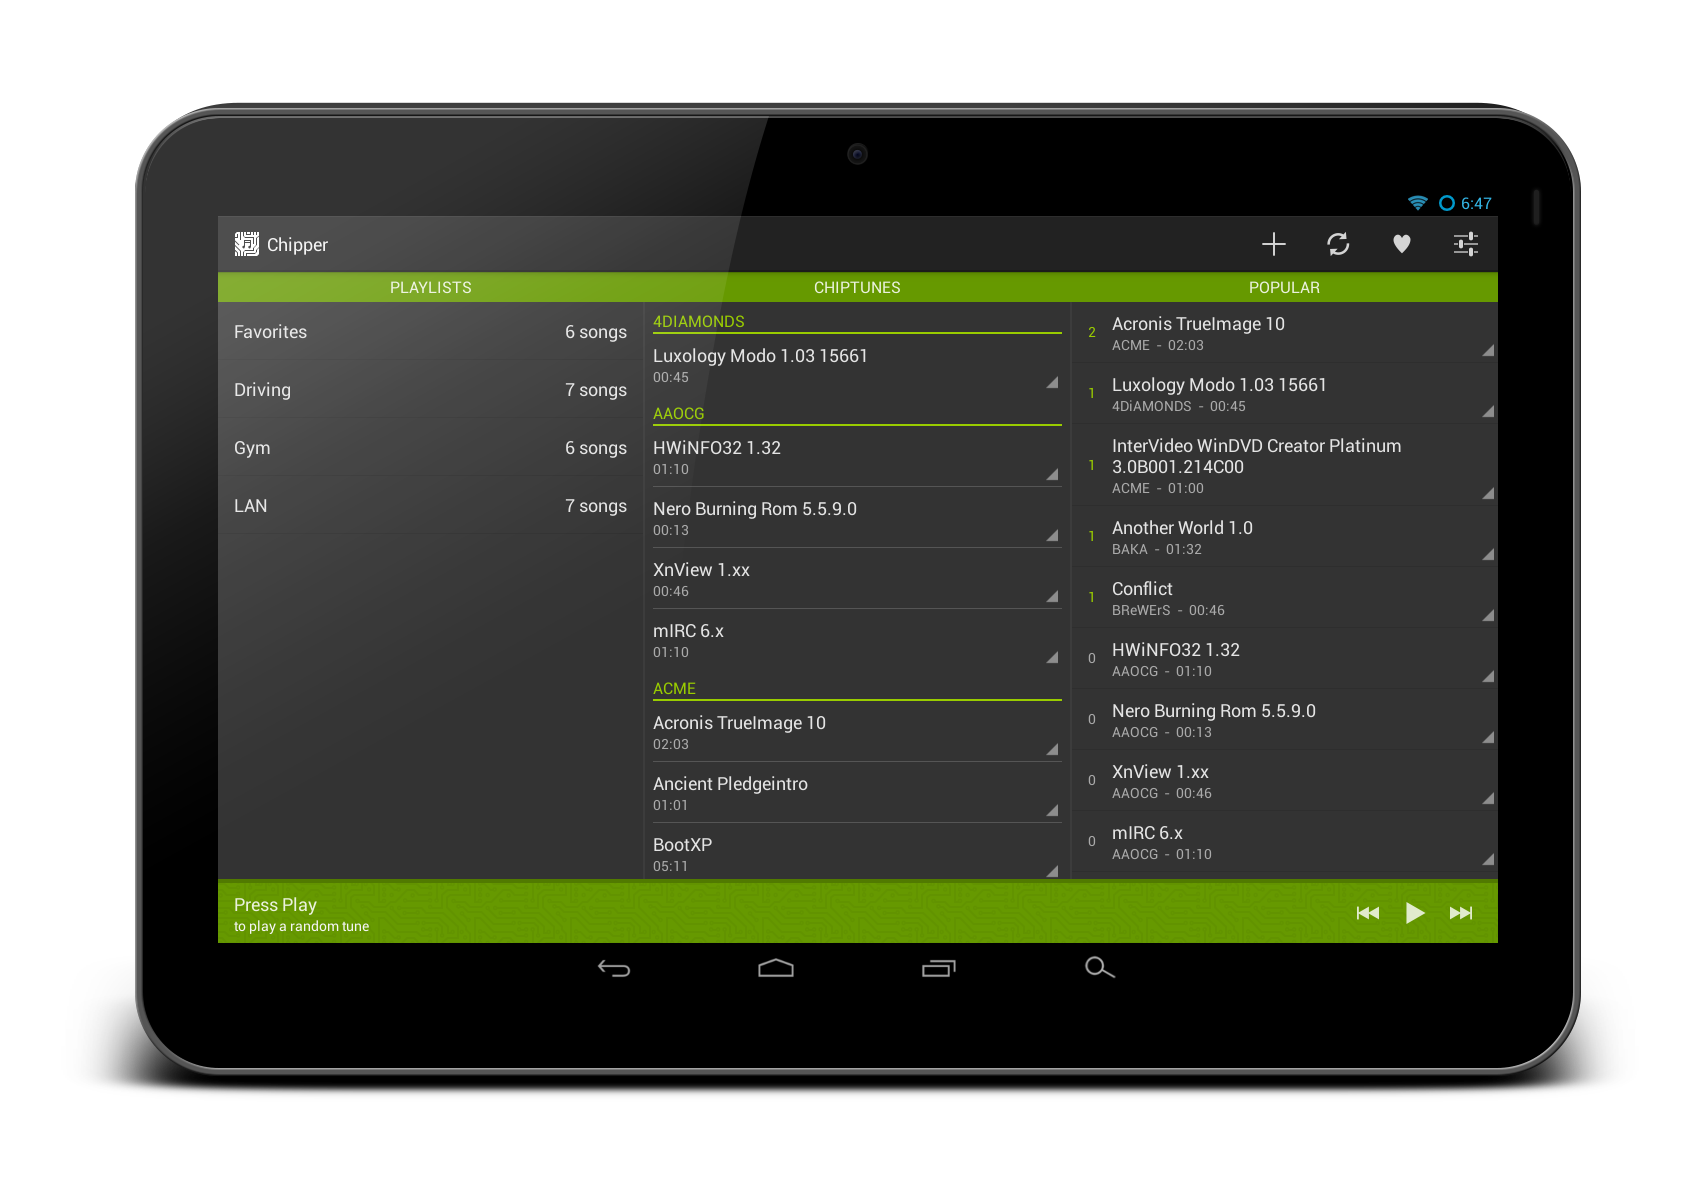 6:47
Chipper
PLAYLISTS
CHIPTUNES
POPULAR
Favorites 6 songs
Driving 7 songs
Gym 6 songs
LAN 7 songs
4DIAMONDS
Luxology Modo 1.03 15661
00:45
AAOCG
HWiNFO32 1.32
01:10
Nero Burning Rom 5.5.9.0
00:13
XnView 1.xx
00:46
mIRC 6.x
01:10
ACME
Acronis TrueImage 10
02:03
Ancient Pledgeintro
01:01
BootXP
05:11
2
Acronis TrueImage 10
ACME - 02:03
1
Luxology Modo 1.03 15661
4DiAMONDS - 00:45
1
InterVideo WinDVD Creator Platinum
3.0B001.214C00
ACME - 01:00
1
Another World 1.0
BAKA - 01:32
1
Conflict
BReWErS - 00:46
0
HWiNFO32 1.32
AAOCG - 01:10
0
Nero Burning Rom 5.5.9.0
AAOCG - 00:13
0
XnView 1.xx
AAOCG - 00:46
0
mIRC 6.x
AAOCG - 01:10
Press Play
to play a random tune